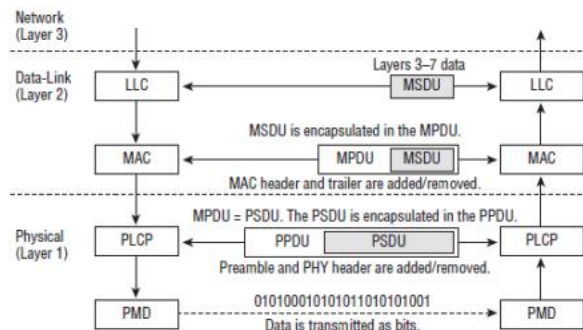 Network
(Layer 3)
Layers 3–7 data
Data-Link
(Layer 2)
LLC
MSDU
LLC
MSDU is encapsulated in the MPDU.
MAC
MPDU
MSDU
MAC
MAC header and trailer are added/removed.
MPDU = PSDU. The PSDU is encapsulated in the PPDU.
Physical
(Layer 1)
PLCP
PPDU
PSDU
PLCP
Preamble and PHY header are added/removed.
PMD
010100010101011010101001
PMD
Data is transmitted as bits.